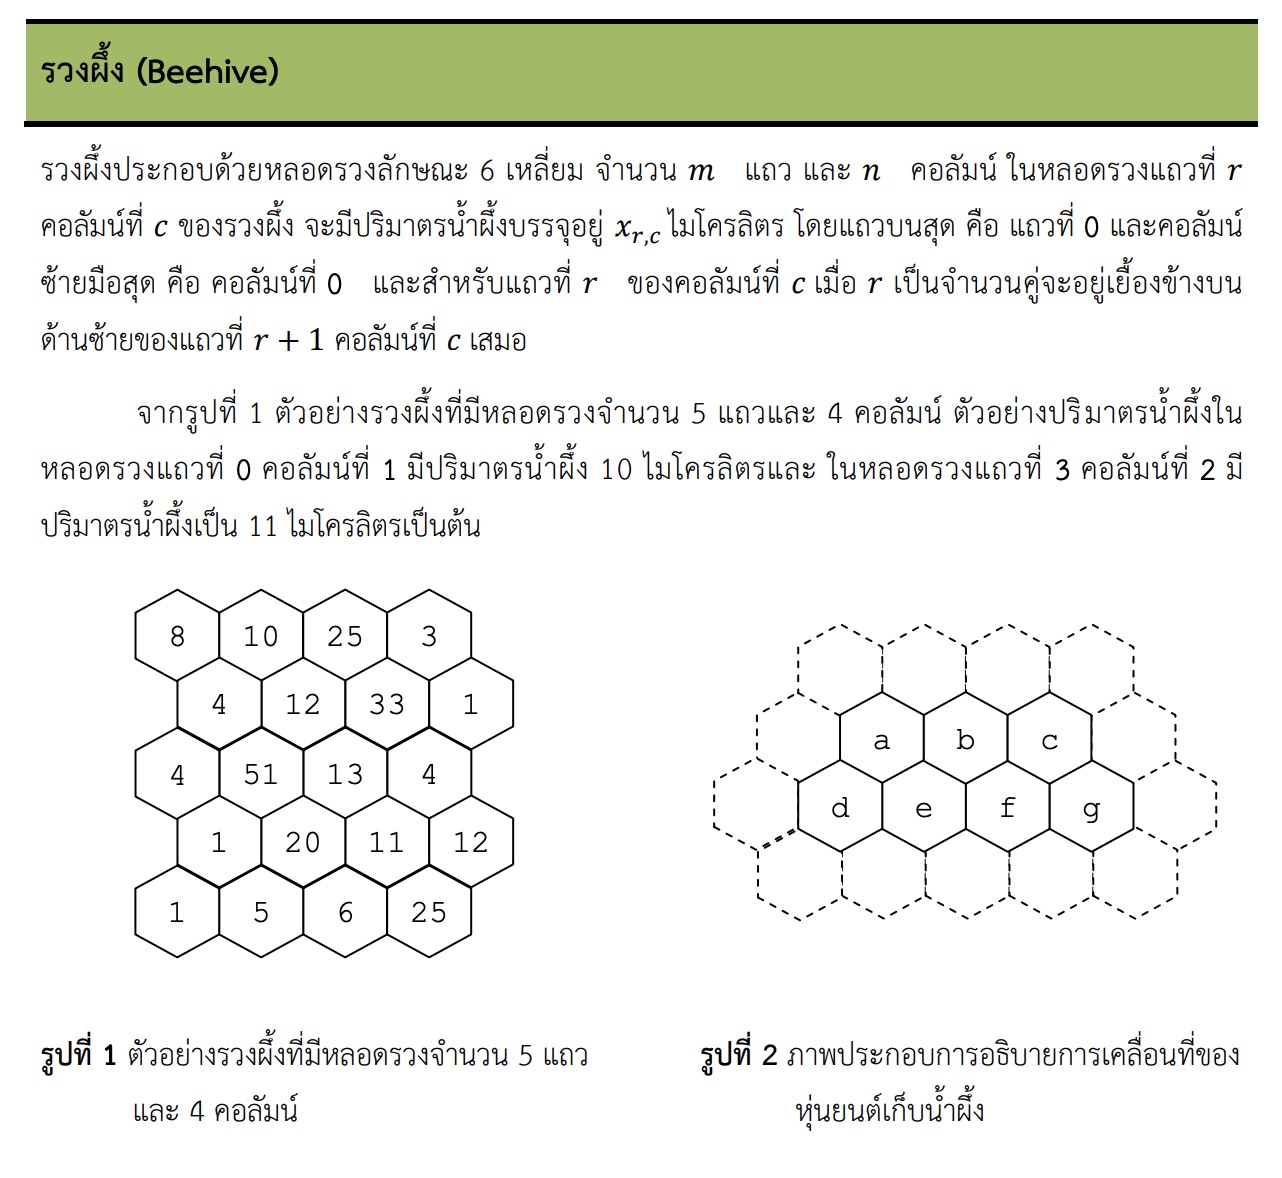 รวงผึ้ง (Beehive)
รวงผึ้งประกอบด้วยหลอดรวงลักษณะ 6 เหลี่ยม จำนวน m แถว และ n คอลัมน์ ในหลอดรวงแถวที่ r
คอลัมน์ที่ c ของรวงผึ้ง จะมีปริมาตรน้ำผึ้งบรรจุอยู่ x_{r,c} ไมโครลิตร โดยแถวบนสุด คือ แถวที่ 0 และคอลัมน์
ซ้ายมือสุด คือ คอลัมน์ที่ 0 และสำหรับแถวที่ r ของคอลัมน์ที่ c เมื่อ r เป็นจำนวนคู่จะอยู่เยื้องข้างบน
ด้านซ้ายของแถวที่ r + 1 คอลัมน์ที่ c เสมอ
จากรูปที่ 1 ตัวอย่างรวงผึ้งที่มีหลอดรวงจำนวน 5 แถวและ 4 คอลัมน์ ตัวอย่างปริมาตรน้ำผึ้งใน
หลอดรวงแถวที่ 0 คอลัมน์ที่ 1 มีปริมาตรน้ำผึ้ง 10 ไมโครลิตรและ ในหลอดรวงแถวที่ 3 คอลัมน์ที่ 2 มี
ปริมาตรน้ำผึ้งเป็น 11 ไมโครลิตรเป็นต้น
8 10 25 3
4 12 33 1
4 51 13 4
1 20 11 12
1 5 6 25
a b c
d e f g
รูปที่ 1 ตัวอย่างรวงผึ้งที่มีหลอดรวงจำนวน 5 แถว
และ 4 คอลัมน์
รูปที่ 2 ภาพประกอบการอธิบายการเคลื่อนที่ของ
หุ่นยนต์เก็บน้ำผึ้ง